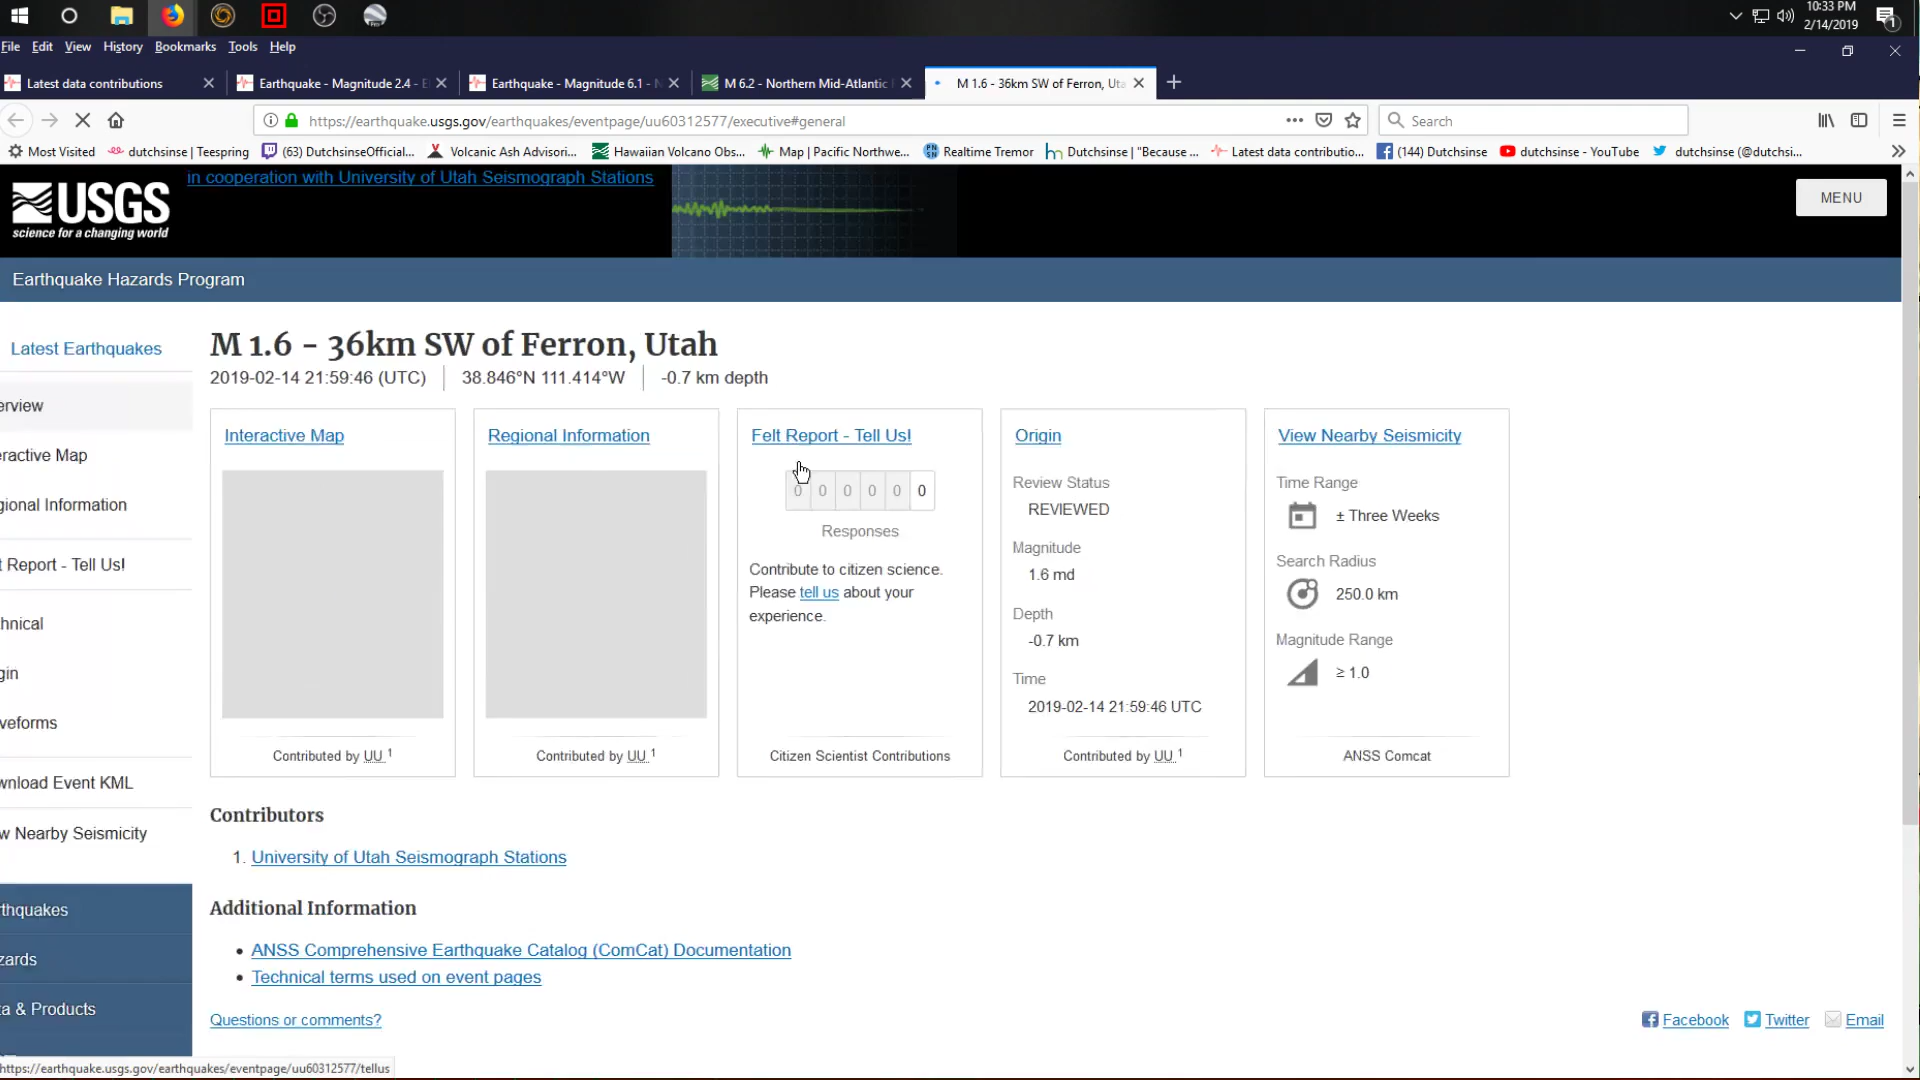 10:33 PM
2/14/2019
1
File Edit View History Bookmarks Tools Help
Latest data contributions
Earthquake - Magnitude 2.4 -
Earthquake - Magnitude 6.1 -
M 6.2 - Northern Mid-Atlantic
M 1.6 - 36km SW of Ferron, Uta
https://earthquake.usgs.gov/earthquakes/eventpage/uu60312577/executive#general
Search
Most Visited
dutchsinse | Teespring
(63) DutchsinseOfficial...
Volcanic Ash Advisori...
Hawaiian Volcano Obs...
Map | Pacific Northwe...
Realtime Tremor
Dutchsinse | "Because ...
Latest data contributio...
(144) Dutchsinse
dutchsinse - YouTube
dutchsinse (@dutchsi...
USGS
science for a changing world
in cooperation with University of Utah Seismograph Stations
MENU
Earthquake Hazards Program
Latest Earthquakes
erview
eractive Map
gional Information
t Report - Tell Us!
hnical
gin
veforms
wnload Event KML
w Nearby Seismicity
thquakes
zards
ta & Products
M 1.6 - 36km SW of Ferron, Utah
2019-02-14 21:59:46 (UTC) 38.846°N 111.414°W -0.7 km depth
Interactive Map
Contributed by UU 1
Regional Information
Contributed by UU 1
Felt Report - Tell Us!
0 0 0 0 0 0
Responses
Contribute to citizen science.
Please tell us about your
experience.
Citizen Scientist Contributions
Origin
Review Status
REVIEWED
Magnitude
1.6 md
Depth
-0.7 km
Time
2019-02-14 21:59:46 UTC
Contributed by UU 1
View Nearby Seismicity
Time Range
± Three Weeks
Search Radius
250.0 km
Magnitude Range
≥ 1.0
ANSS Comcat
Contributors
1. University of Utah Seismograph Stations
Additional Information
• ANSS Comprehensive Earthquake Catalog (ComCat) Documentation
• Technical terms used on event pages
Questions or comments?
Facebook Twitter Email
https://earthquake.usgs.gov/earthquakes/eventpage/uu60312577/tellus